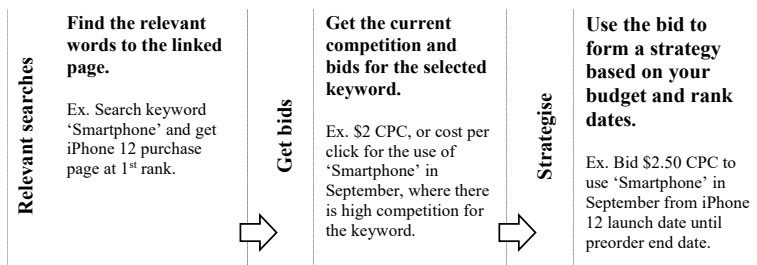 Relevant searches
Find the relevant
words to the linked
page.
Ex. Search keyword
‘Smartphone’ and get
iPhone 12 purchase
page at 1st rank.
Get bids
Get the current
competition and
bids for the selected
keyword.
Ex. $2 CPC, or cost per
click for the use of
‘Smartphone’ in
September, where there
is high competition for
the keyword.
Strategise
Use the bid to
form a strategy
based on your
budget and rank
dates.
Ex. Bid $2.50 CPC to
use ‘Smartphone’ in
September from iPhone
12 launch date until
preorder end date.